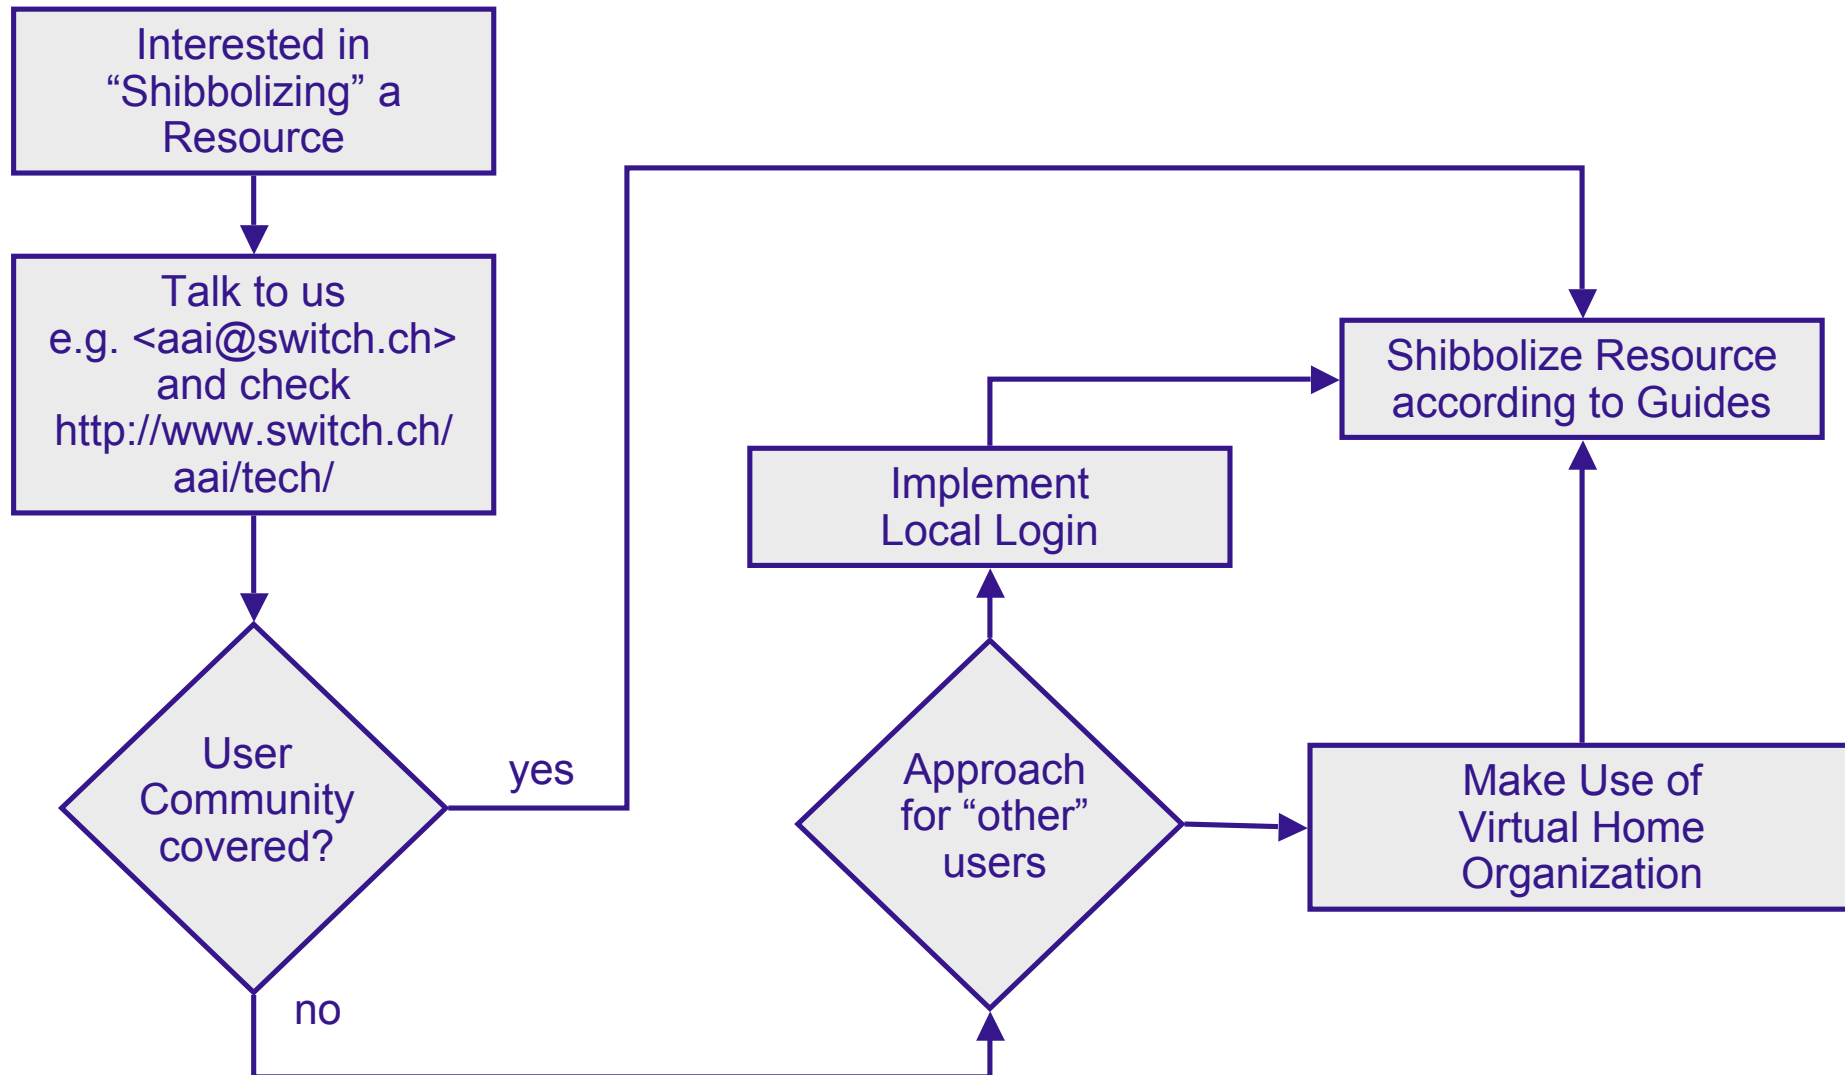 Interested in
“Shibbolizing” a
Resource
Talk to us
e.g. <aai@switch.ch>
and check
http://www.switch.ch/
aai/tech/
User
Community
covered?
yes
no
Approach
for “other”
users
Implement
Local Login
Make Use of
Virtual Home
Organization
Shibbolize Resource
according to Guides